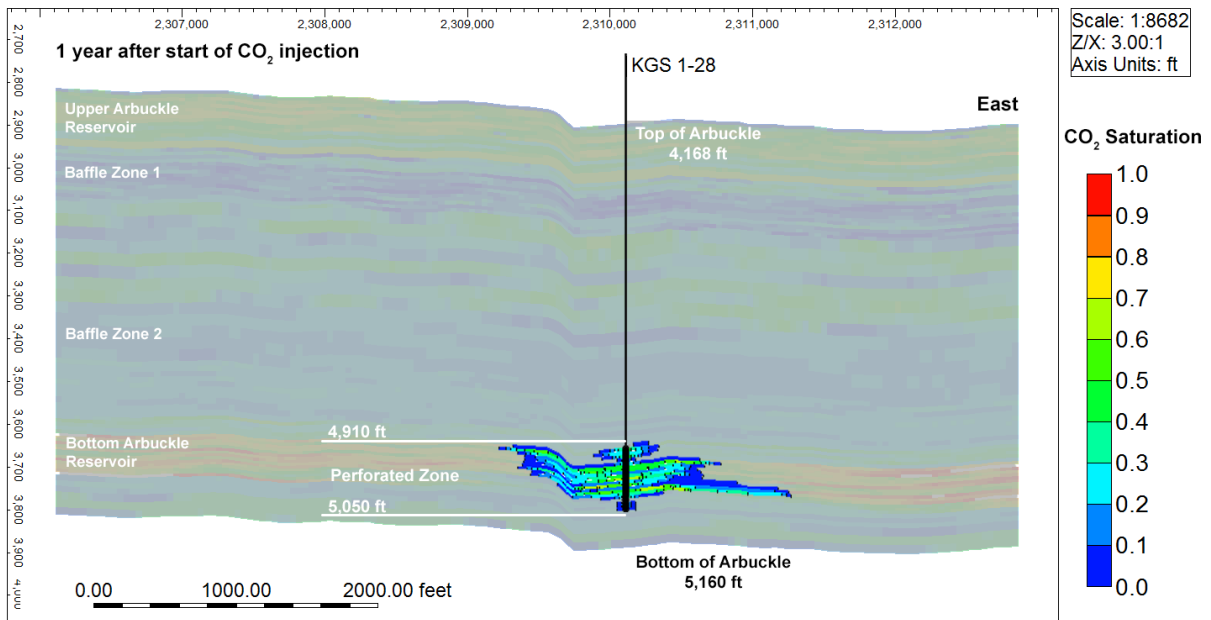 2,307,000 2,308,000 2,309,000 2,310,000 2,311,000 2,312,000
Scale: 1:8682
Z/X: 3.00:1
Axis Units: ft
1 year after start of CO₂ injection
KGS 1-28
East
Upper Arbuckle
Reservoir
Top of Arbuckle
4,168 ft
Baffle Zone 1
Baffle Zone 2
4,910 ft
Bottom Arbuckle
Reservoir
Perforated Zone
5,050 ft
Bottom of Arbuckle
5,160 ft
0.00 1000.00 2000.00 feet
2,700
2,800
2,900
3,000
3,100
3,200
3,300
3,400
3,500
3,600
3,700
3,800
3,900
4,000
CO₂ Saturation
1.0
0.9
0.8
0.7
0.6
0.5
0.4
0.3
0.2
0.1
0.0